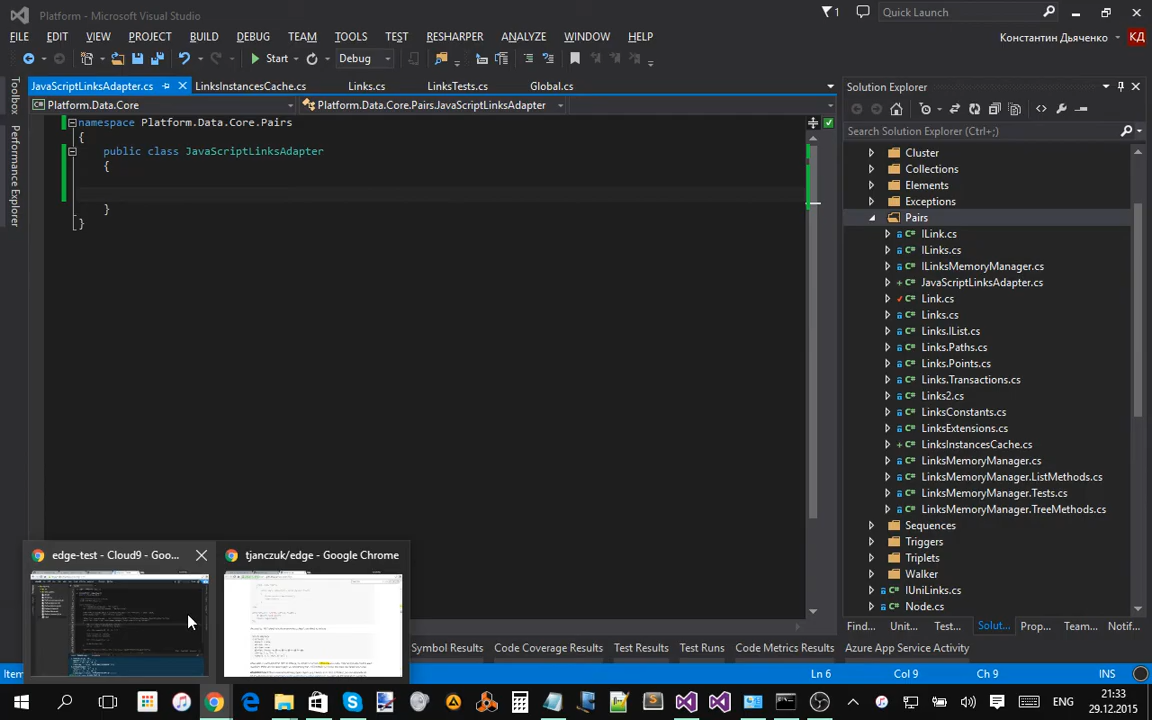 Platform - Microsoft Visual Studio
1
Quick Launch
FILE EDIT VIEW PROJECT BUILD DEBUG TEAM TOOLS TEST RESHARPER ANALYZE WINDOW HELP
Константин Дьяченко КД
Start Debug
Toolbox
Performance Explorer
JavaScriptLinksAdapter.cs LinksInstancesCache.cs Links.cs LinksTests.cs Global.cs
Platform.Data.Core Platform.Data.Core.Pairs.JavaScriptLinksAdapter
namespace Platform.Data.Core.Pairs
{
public class JavaScriptLinksAdapter
{
}
}
Solution Explorer
Search Solution Explorer (Ctrl+;)
Cluster
Collections
Elements
Exceptions
Pairs
ILink.cs
ILinks.cs
ILinksMemoryManager.cs
JavaScriptLinksAdapter.cs
Link.cs
Links.cs
Links.IList.cs
Links.Paths.cs
Links.Points.cs
Links.Transactions.cs
Links2.cs
LinksConstants.cs
LinksExtensions.cs
LinksInstancesCache.cs
LinksMemoryManager.cs
LinksMemoryManager.ListMethods.cs
LinksMemoryManager.Tests.cs
LinksMemoryManager.TreeMethods.cs
Sequences
Triggers
Triplets
Walker
IUniLinks.cs
Node.cs
Find... Unit... Test... Solut... Prop... Team... Notif...
edge-test - Cloud9 - Goo... tjanczuk/edge - Google Chrome
Symbol Results Code Coverage Results Test Results Test Runs Code Metrics Results Azure App Service Activity
Item Ln 6 Col 9 Ch 9 INS
ENG 21:33
29.12.2015